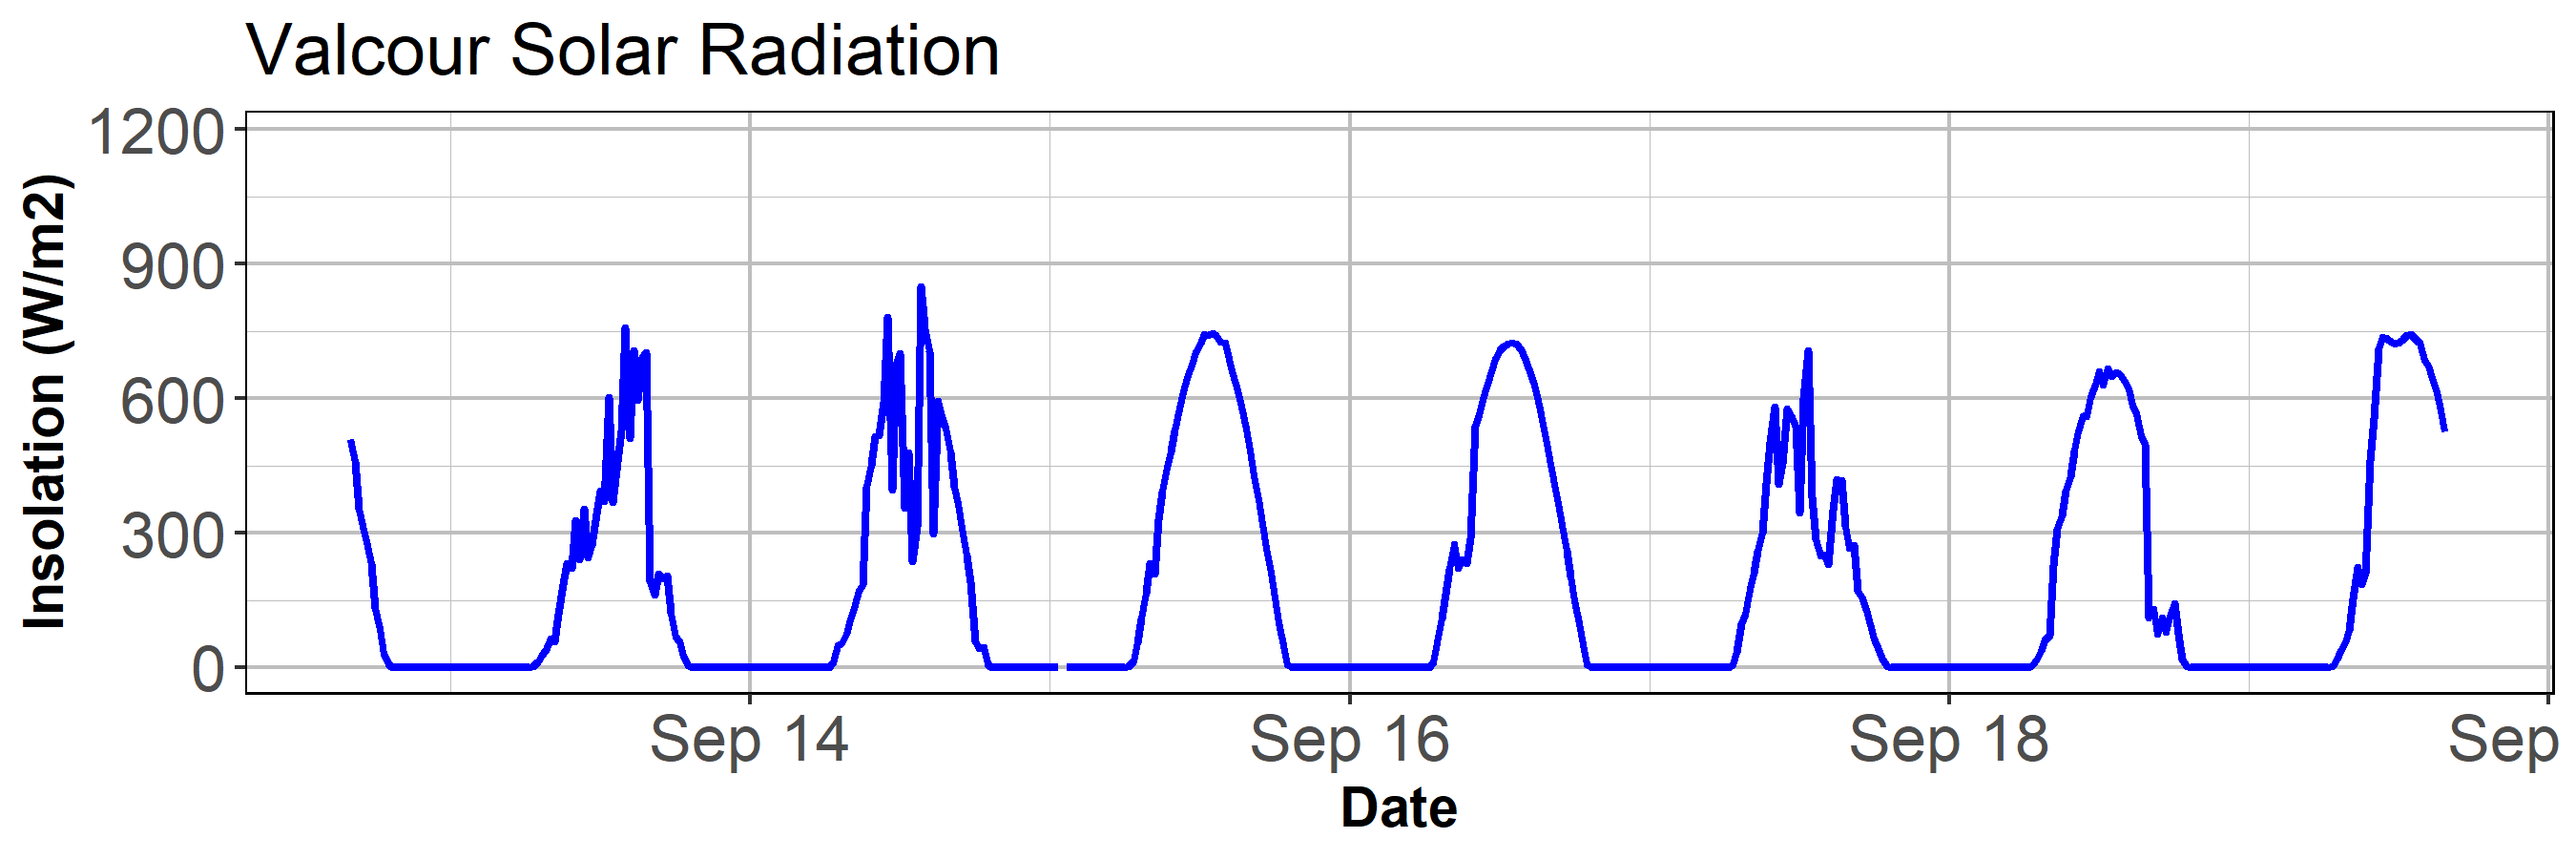 Valcour Solar Radiation
1200
900
600
300
0
Insolation (W/m2)
Sep 14 Sep 16 Sep 18 Sep
Date